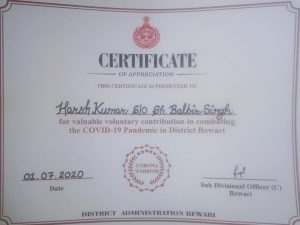 CERTIFICATE
OF APPRECIATION
THIS CERTIFICATE IS PRESENTED TO
Harsh Kumar S/O Sh. Balbir Singh
for valuable voluntary contribution in combating
the COVID-19 Pandemic in District Rewari
01.07.2020
Date
CORONA
WARRIOR
Sub Divisional Officer (C)
Rewari
DISTRICT ADMINISTRATION REWARI